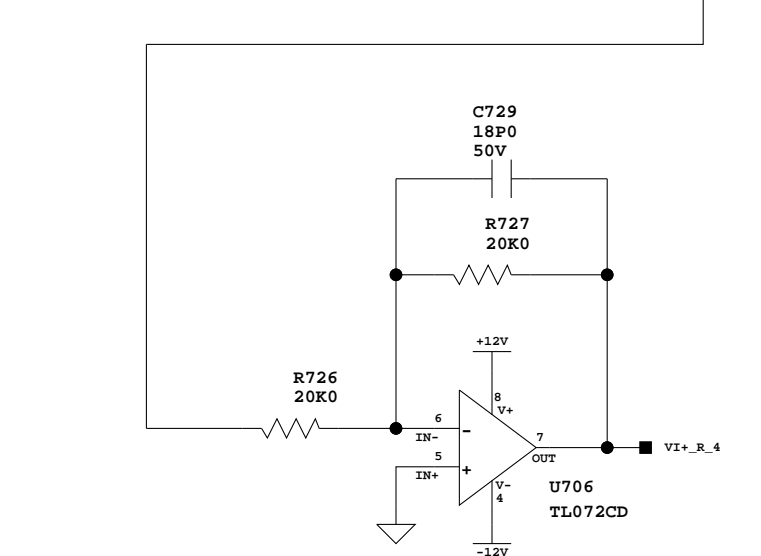 C729
18P0
50V
R727
20K0
+12V
R726
20K0
8
V+
6
IN-
-
7
OUT
VI+_R_4
5
IN+
+
V-
4
U706
TL072CD
-12V